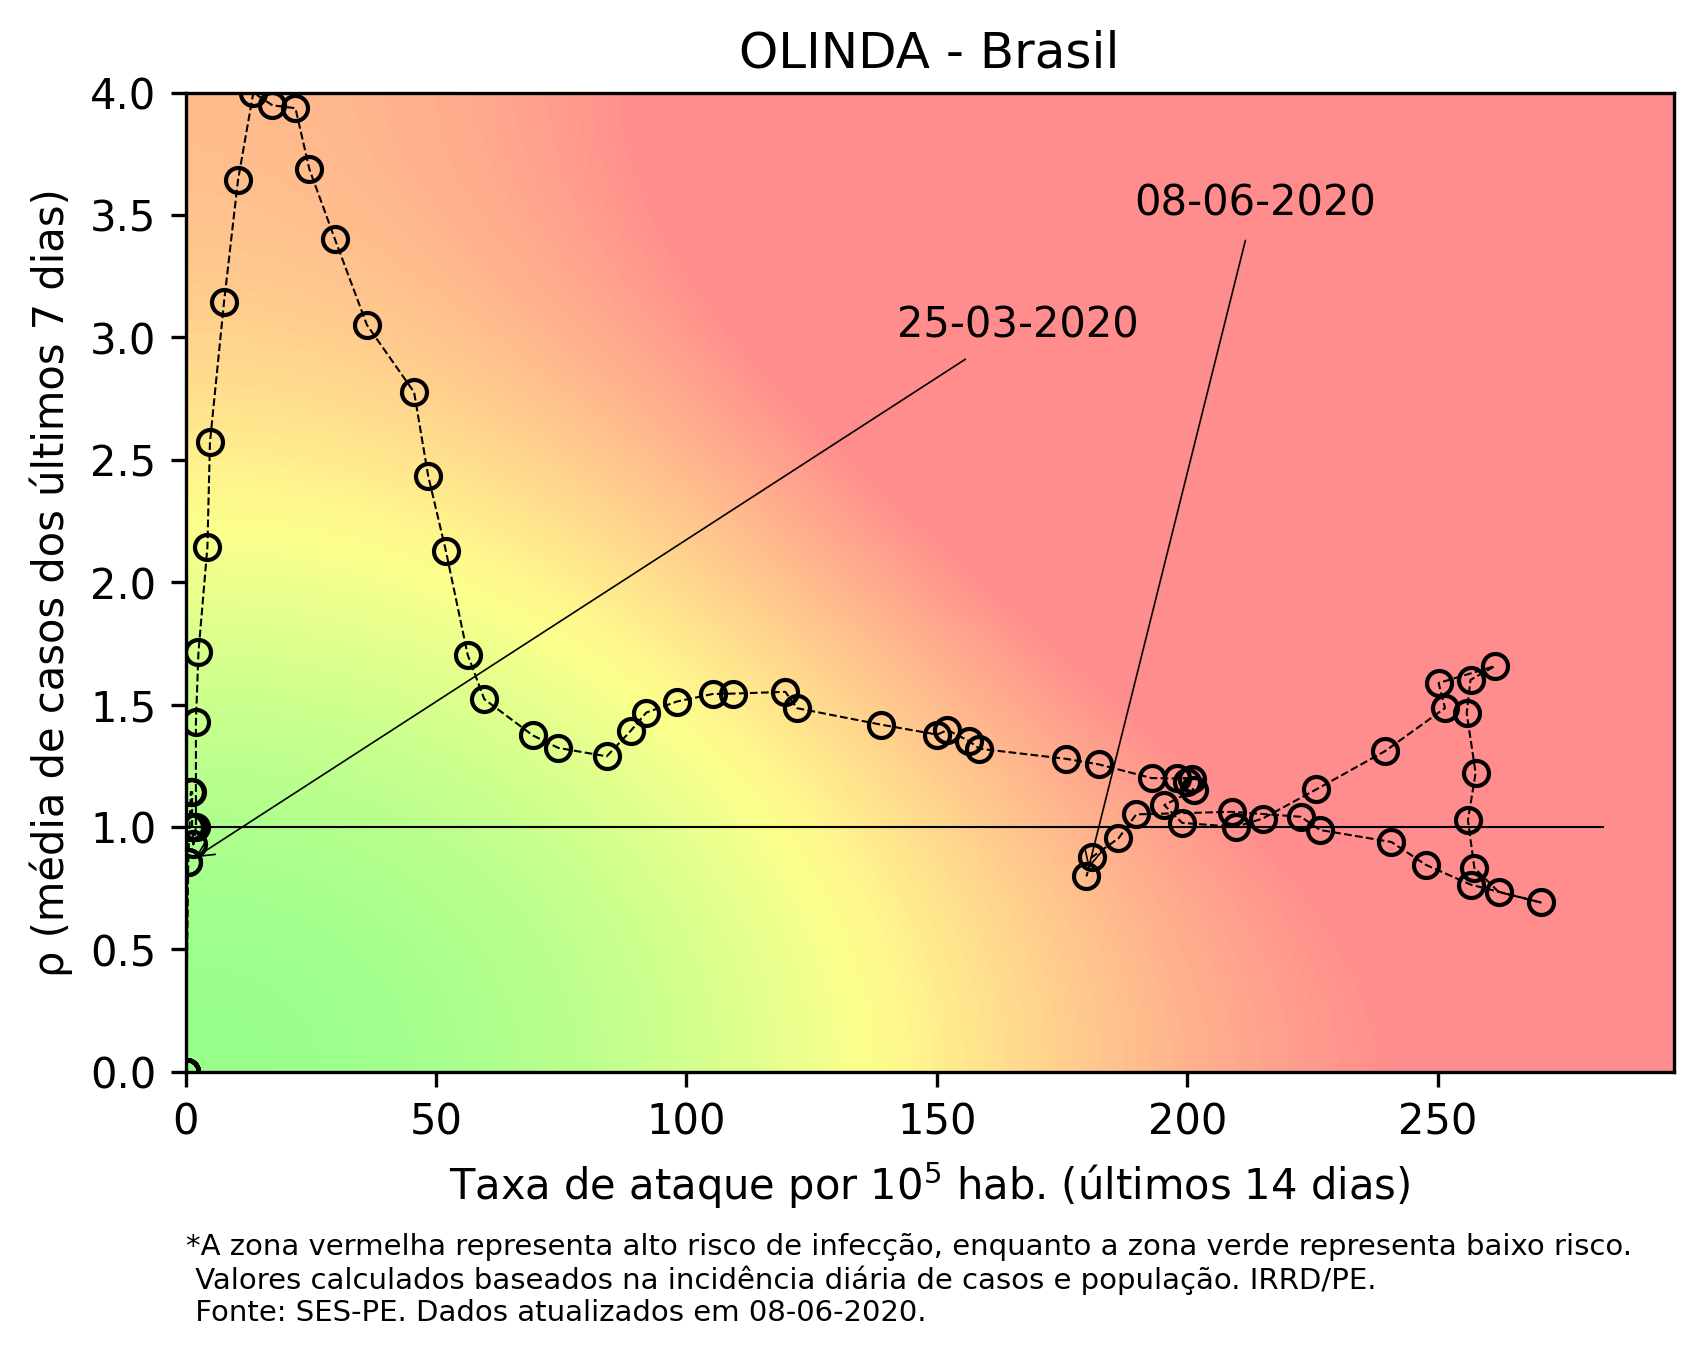 OLINDA - Brasil
4.0
3.5
3.0
2.5
2.0
1.5
1.0
0.5
0.0
ρ (média de casos dos últimos 7 dias)
08-06-2020
25-03-2020
0 50 100 150 200 250
Taxa de ataque por 10⁵ hab. (últimos 14 dias)
*A zona vermelha representa alto risco de infecção, enquanto a zona verde representa baixo risco.
Valores calculados baseados na incidência diária de casos e população. IRRD/PE.
Fonte: SES-PE. Dados atualizados em 08-06-2020.